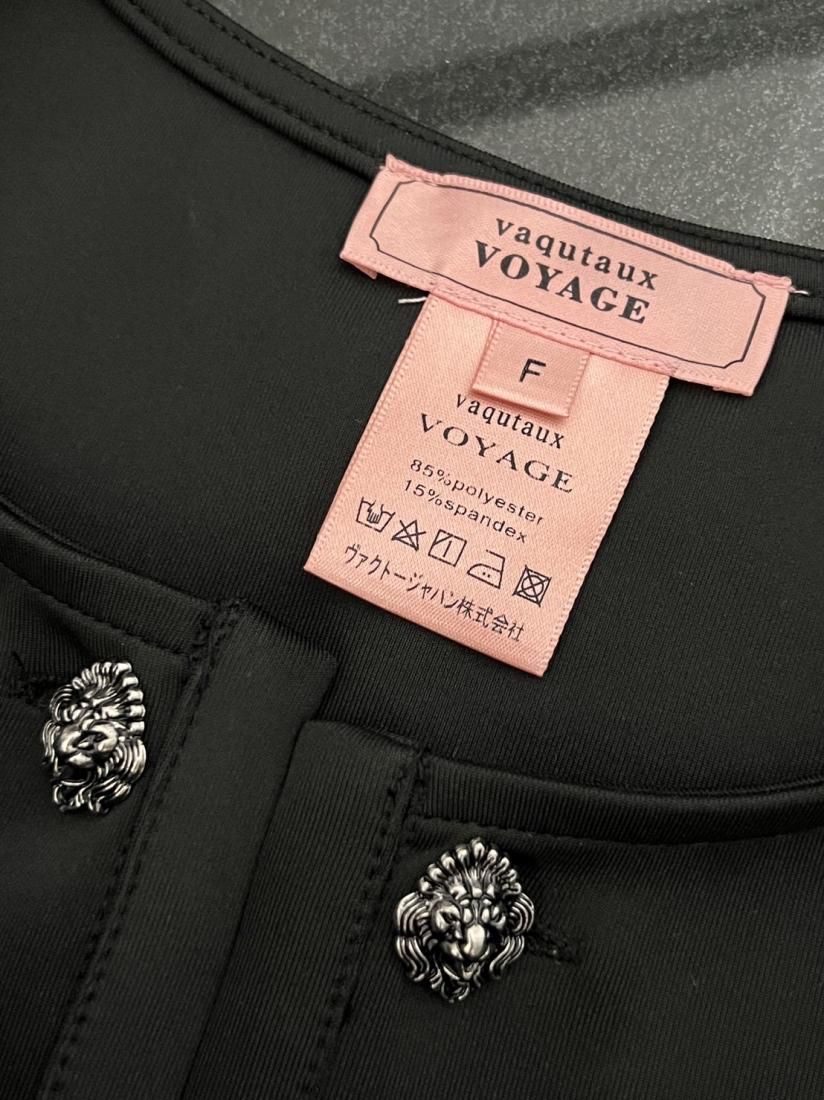 vaqutaux
VOYAGE
F
vaqutaux
VOYAGE
85%polyester
15%spandex
ヴァクトージャパン株式会社